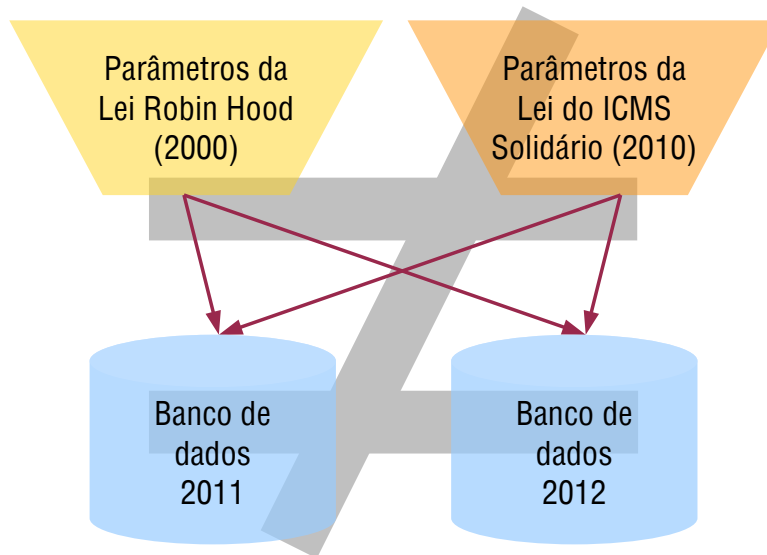 Parâmetros da
Lei Robin Hood
(2000)
Parâmetros da
Lei do ICMS
Solidário (2010)
Banco de
dados
2011
Banco de
dados
2012